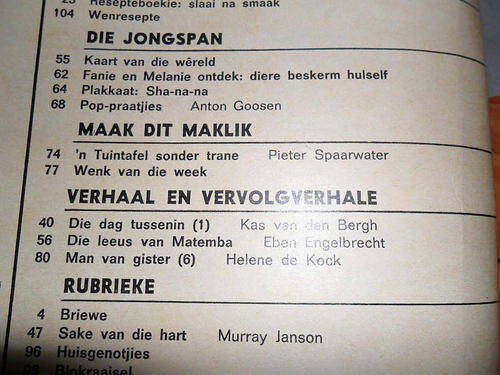 Resepteboekie: slaai na smaak
104 Wenresepte
DIE JONGSPAN
55 Kaart van die wêreld
62 Fanie en Melanie ontdek: diere beskerm hulself
64 Plakkaat: Sha-na-na
68 Pop-praatjies Anton Goosen
MAAK DIT MAKLIK
74 'n Tuintafel sonder trane Pieter Spaarwater
77 Wenk van die week
VERHAAL EN VERVOLGVERHALE
40 Die dag tussenin (1) Kas van den Bergh
56 Die leeus van Matemba Eben Engelbrecht
80 Man van gister (6) Helene de Kock
RUBRIEKE
4 Briewe
47 Sake van die hart Murray Janson
96 Huisgenotjies
Blokraaisel